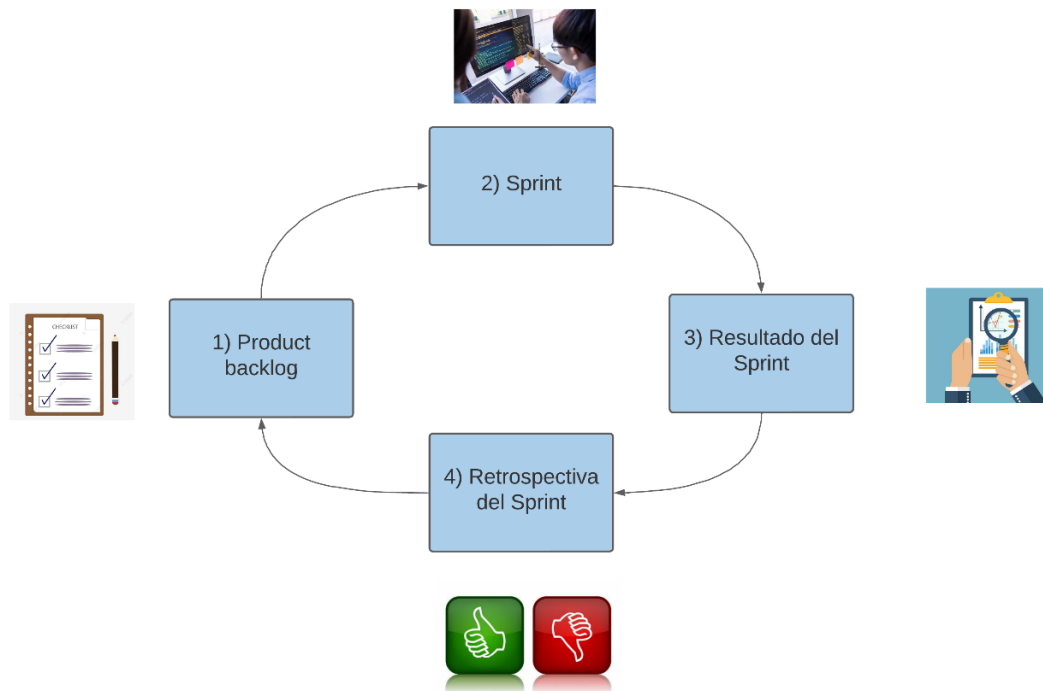 2) Sprint
1) Product
backlog
3) Resultado del
Sprint
4) Retrospectiva
del Sprint
CHECKLIST